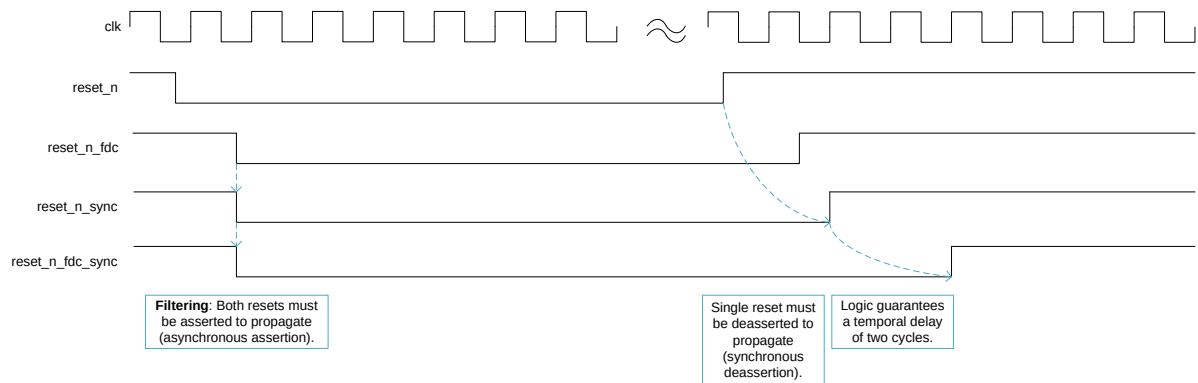 clk
reset_n
reset_n_fdc
reset_n_sync
reset_n_fdc_sync
Filtering: Both resets must
be asserted to propagate
(asynchronous assertion).
Single reset must
be deasserted to
propagate
(synchronous
deassertion).
Logic guarantees
a temporal delay
of two cycles.